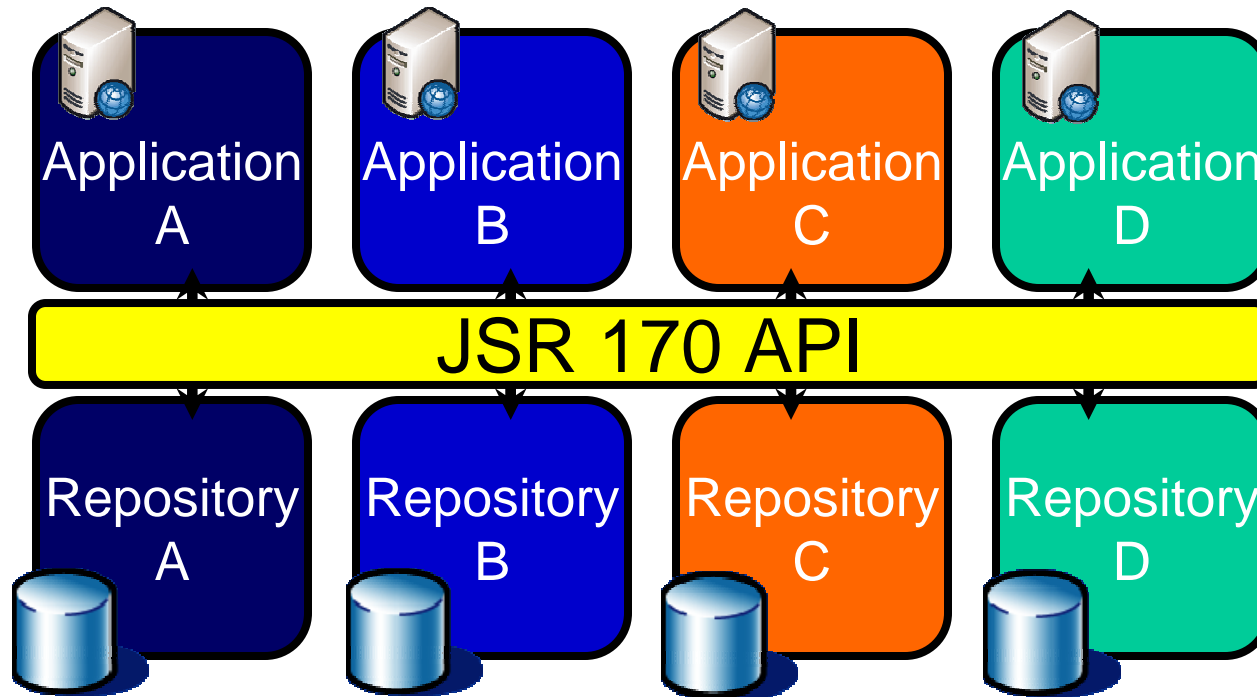 Application
A
Application
B
Application
C
Application
D
JSR 170 API
Repository
A
Repository
B
Repository
C
Repository
D